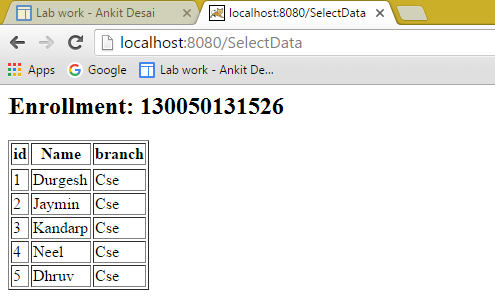 Lab work - Ankit Desai
localhost:8080/SelectData
localhost:8080/SelectData
Apps Google Lab work - Ankit De...
Enrollment: 130050131526
id Name branch
1 Durgesh Cse
2 Jaymin Cse
3 Kandarp Cse
4 Neel Cse
5 Dhruv Cse